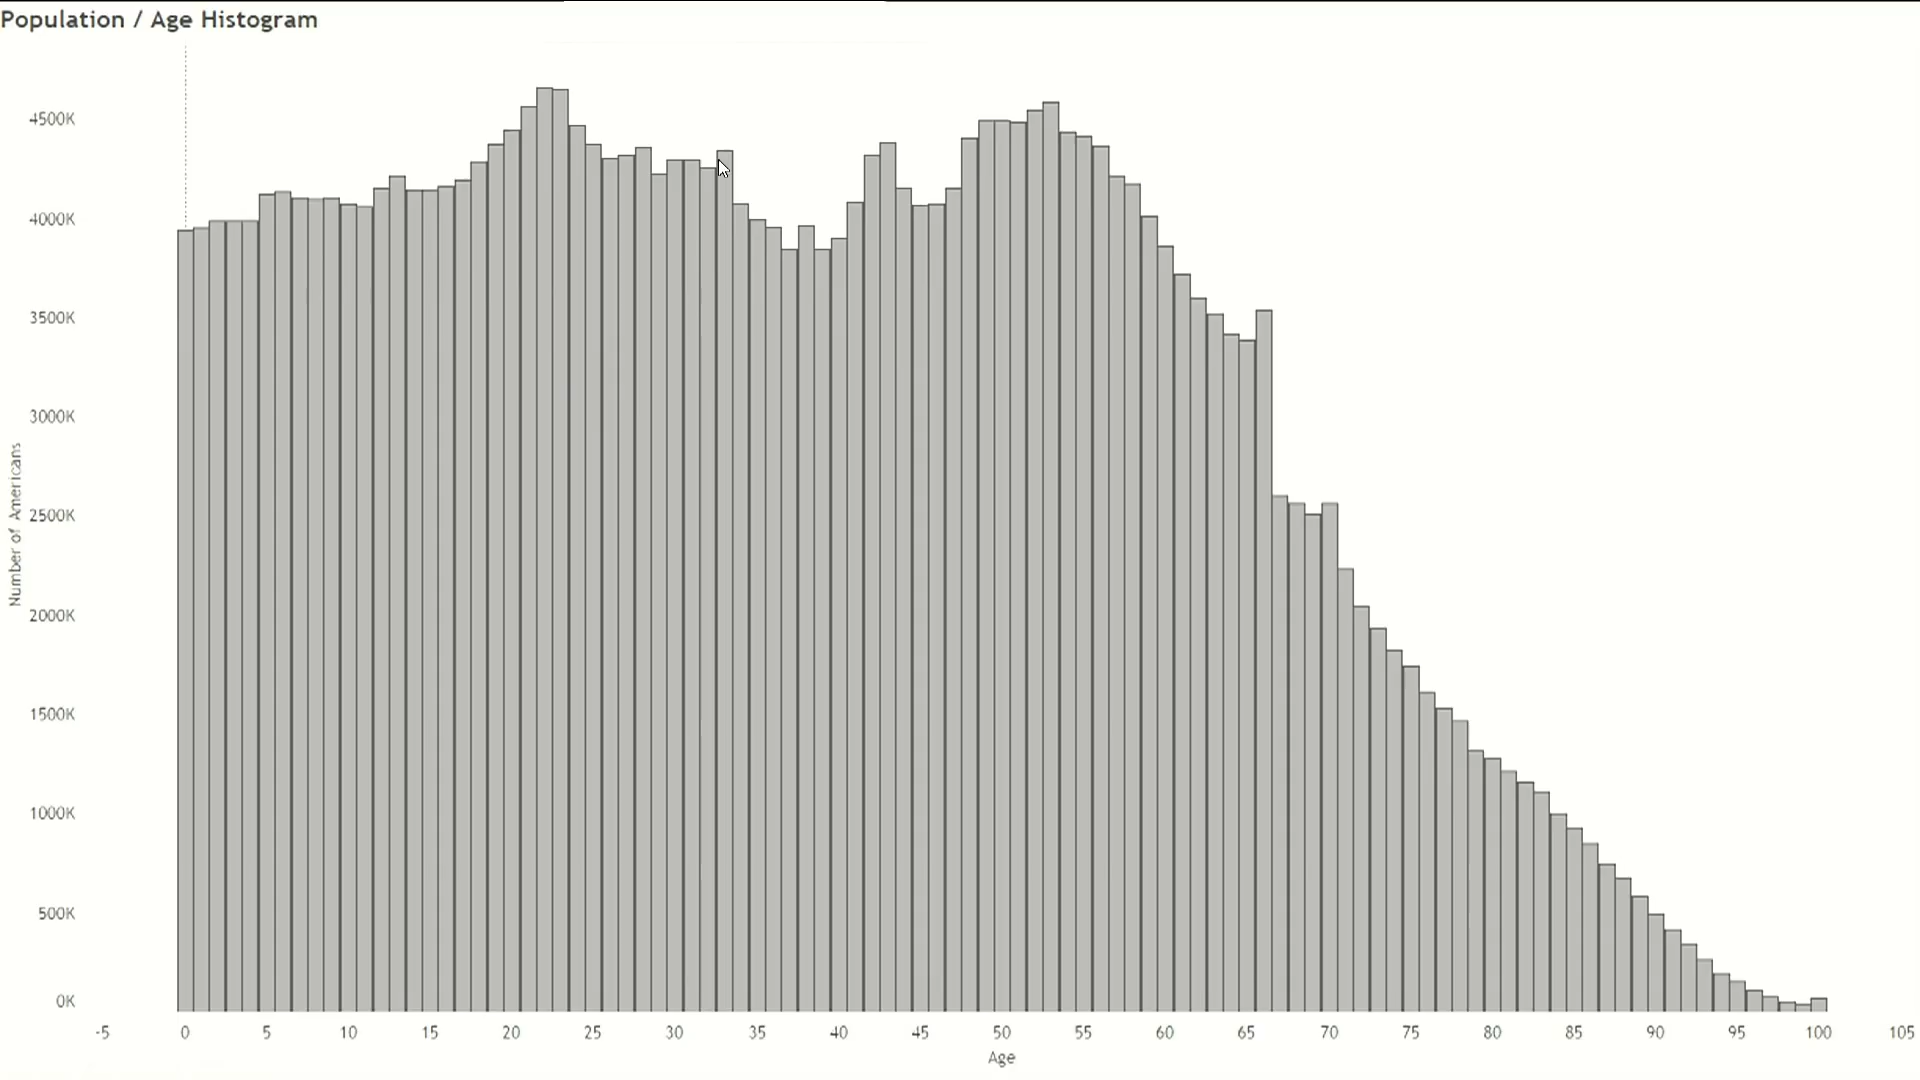 Population / Age Histogram
4500K
4000K
3500K
3000K
2500K
2000K
1500K
1000K
500K
0K
Number of Americans
-5 0 5 10 15 20 25 30 35 40 45 50 55 60 65 70 75 80 85 90 95 100 105
Age